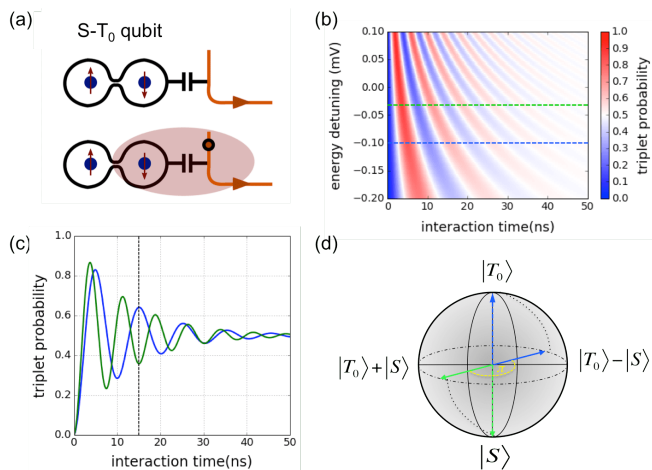 (a)
S-T₀ qubit
(b)
energy detuning (mV)
0.10
0.05
0.00
−0.05
−0.10
−0.15
−0.20
0 10 20 30 40 50
interaction time(ns)
1.0
0.9
0.8
0.7
0.6
0.5
0.4
0.3
0.2
0.1
0.0
triplet probability
(c)
triplet probability
1.0
0.8
0.6
0.4
0.2
0.0
0 10 20 30 40 50
interaction time(ns)
(d)
|T₀⟩
|T₀⟩+|S⟩
|T₀⟩−|S⟩
|S⟩